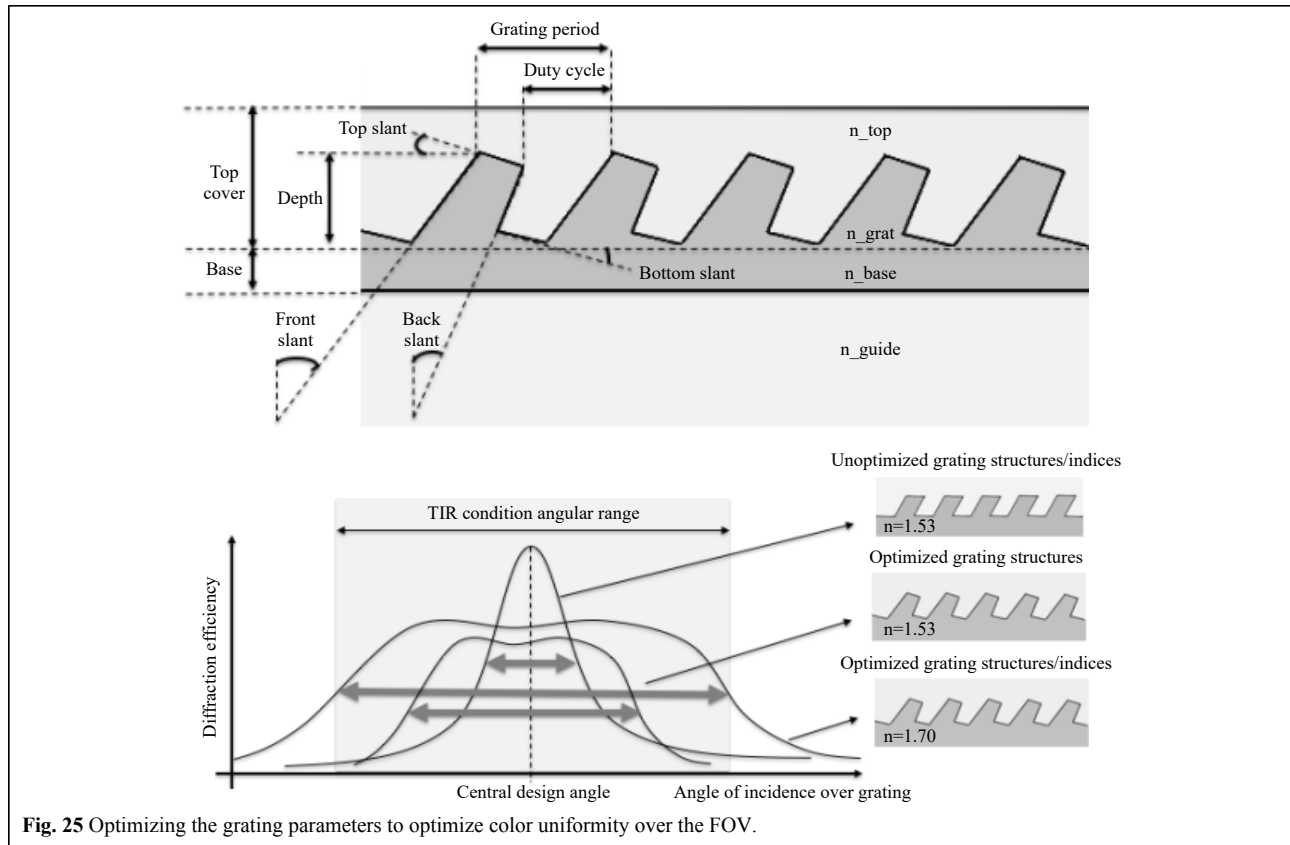 Grating period
Duty cycle
Top slant
n_top
Top
cover
Depth
n_grat
Base
n_base
Bottom slant
Front
slant
Back
slant
n_guide
Unoptimized grating structures/indices
TIR condition angular range
n=1.53
Optimized grating structures
Diffraction efficiency
n=1.53
Optimized grating structures/indices
n=1.70
Central design angle
Angle of incidence over grating
Fig. 25 Optimizing the grating parameters to optimize color uniformity over the FOV.